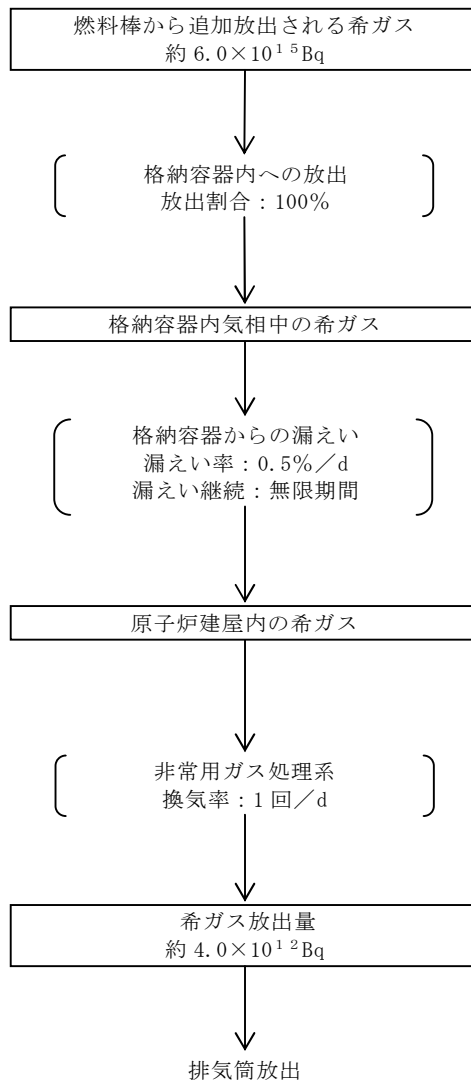 燃料棒から追加放出される希ガス
約 6.0×10¹⁵Bq
格納容器内への放出
放出割合：100％
格納容器内気相中の希ガス
格納容器からの漏えい
漏えい率：0.5％／d
漏えい継続：無限期間
原子炉建屋内の希ガス
非常用ガス処理系
換気率：1 回／d
希ガス放出量
約 4.0×10¹²Bq
排気筒放出